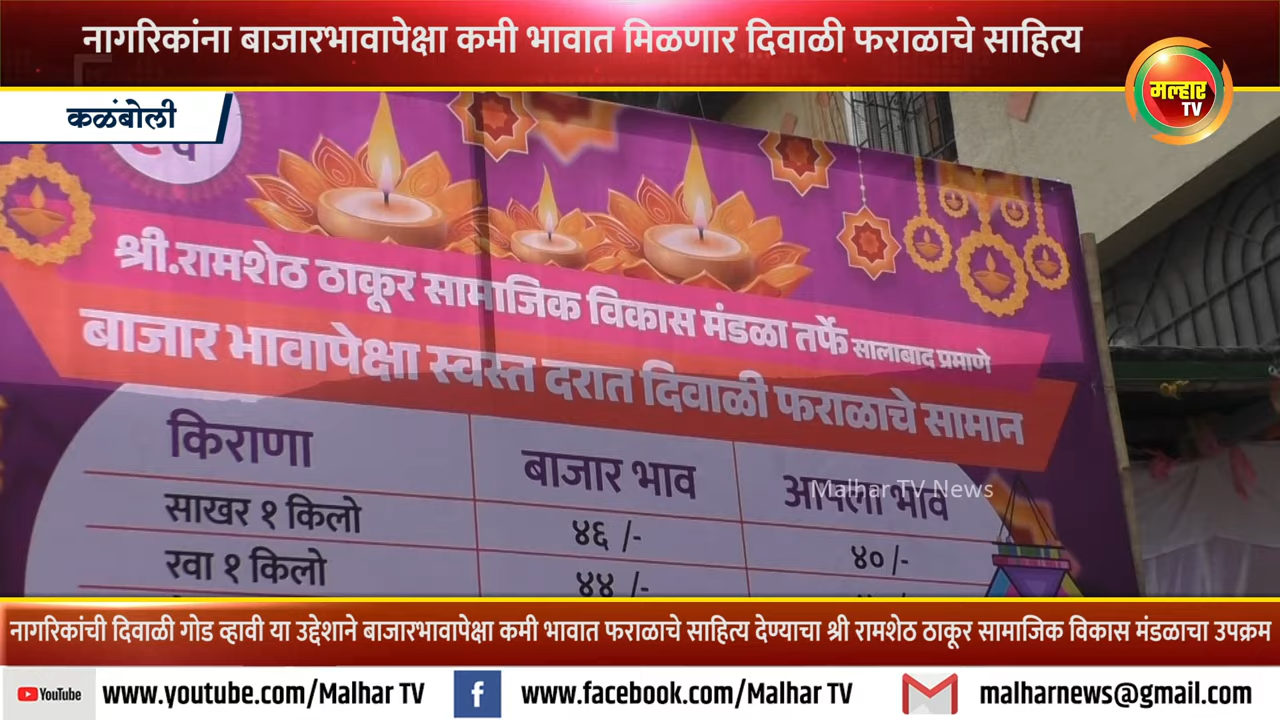 नागरिकांना बाजारभावापेक्षा कमी भावात मिळणार दिवाळी फराळाचे साहित्य
मल्हार
TV
कळंबोली
श्री.रामशेठ ठाकूर सामाजिक विकास मंडळा तर्फे सालाबाद प्रमाणे
बाजार भावापेक्षा स्वस्त दरात दिवाळी फराळाचे सामान
किराणा बाजार भाव आपला भाव
Malhar TV News
साखर १ किलो ४६ /- ४०/-
रवा १ किलो ४४ /-
नागरिकांची दिवाळी गोड व्हावी या उद्देशाने बाजारभावापेक्षा कमी भावात फराळाचे साहित्य देण्याचा श्री रामशेठ ठाकूर सामाजिक विकास मंडळाचा उपक्रम
YouTube www.youtube.com/Malhar TV www.facebook.com/Malhar TV malharnews@gmail.com